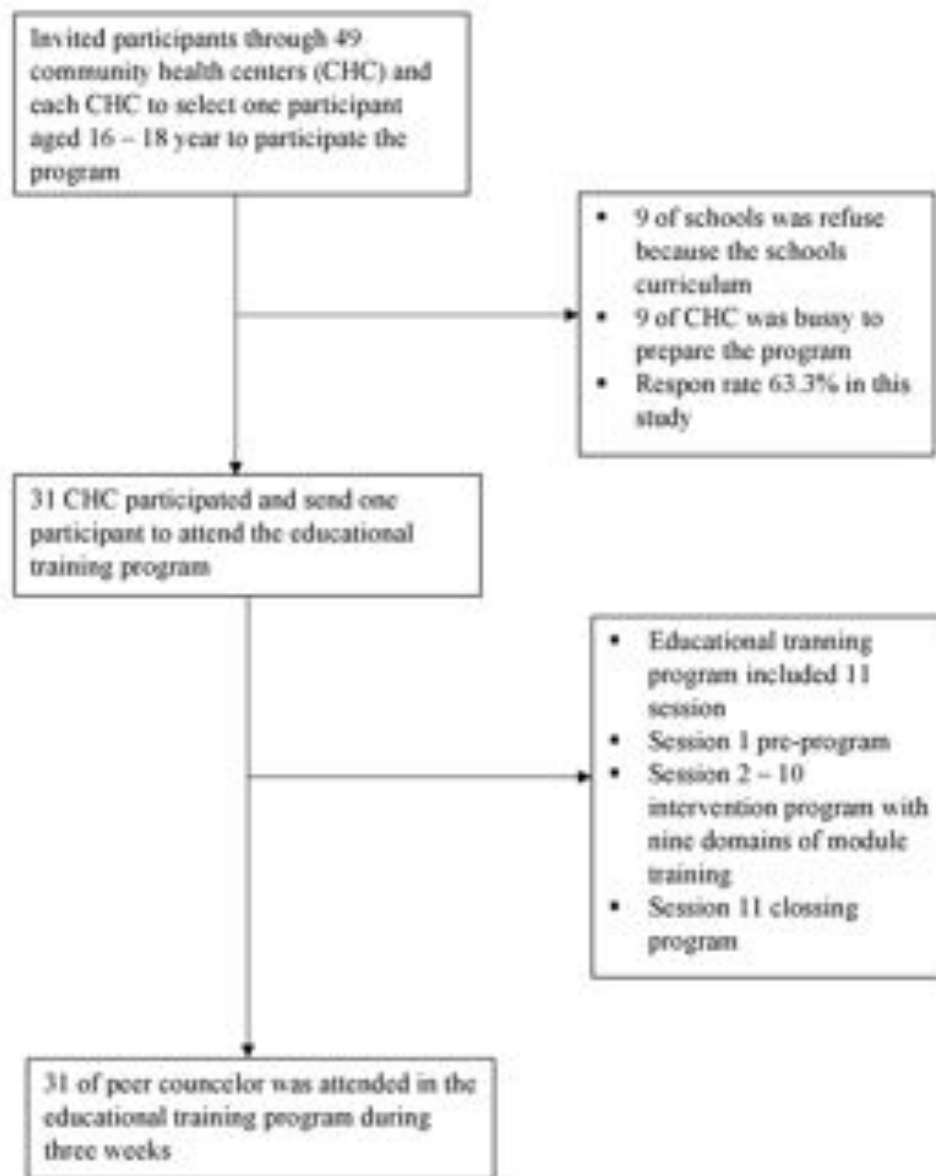 Invited participants through 49
community health centers (CHC) and
each CHC to select one participant
aged 16 – 18 year to participate the
program
▪ 9 of schools was refuse
because the schools
curriculum
▪ 9 of CHC was bussy to
prepare the program
▪ Respon rate 63.3% in this
study
31 CHC participated and send one
participant to attend the educational
training program
▪ Educational tranning
program included 11
session
▪ Session 1 pre-program
▪ Session 2 – 10
intervention program with
nine domains of module
training
▪ Session 11 clossing
program
31 of peer councelor was attended in the
educational training program during
three weeks